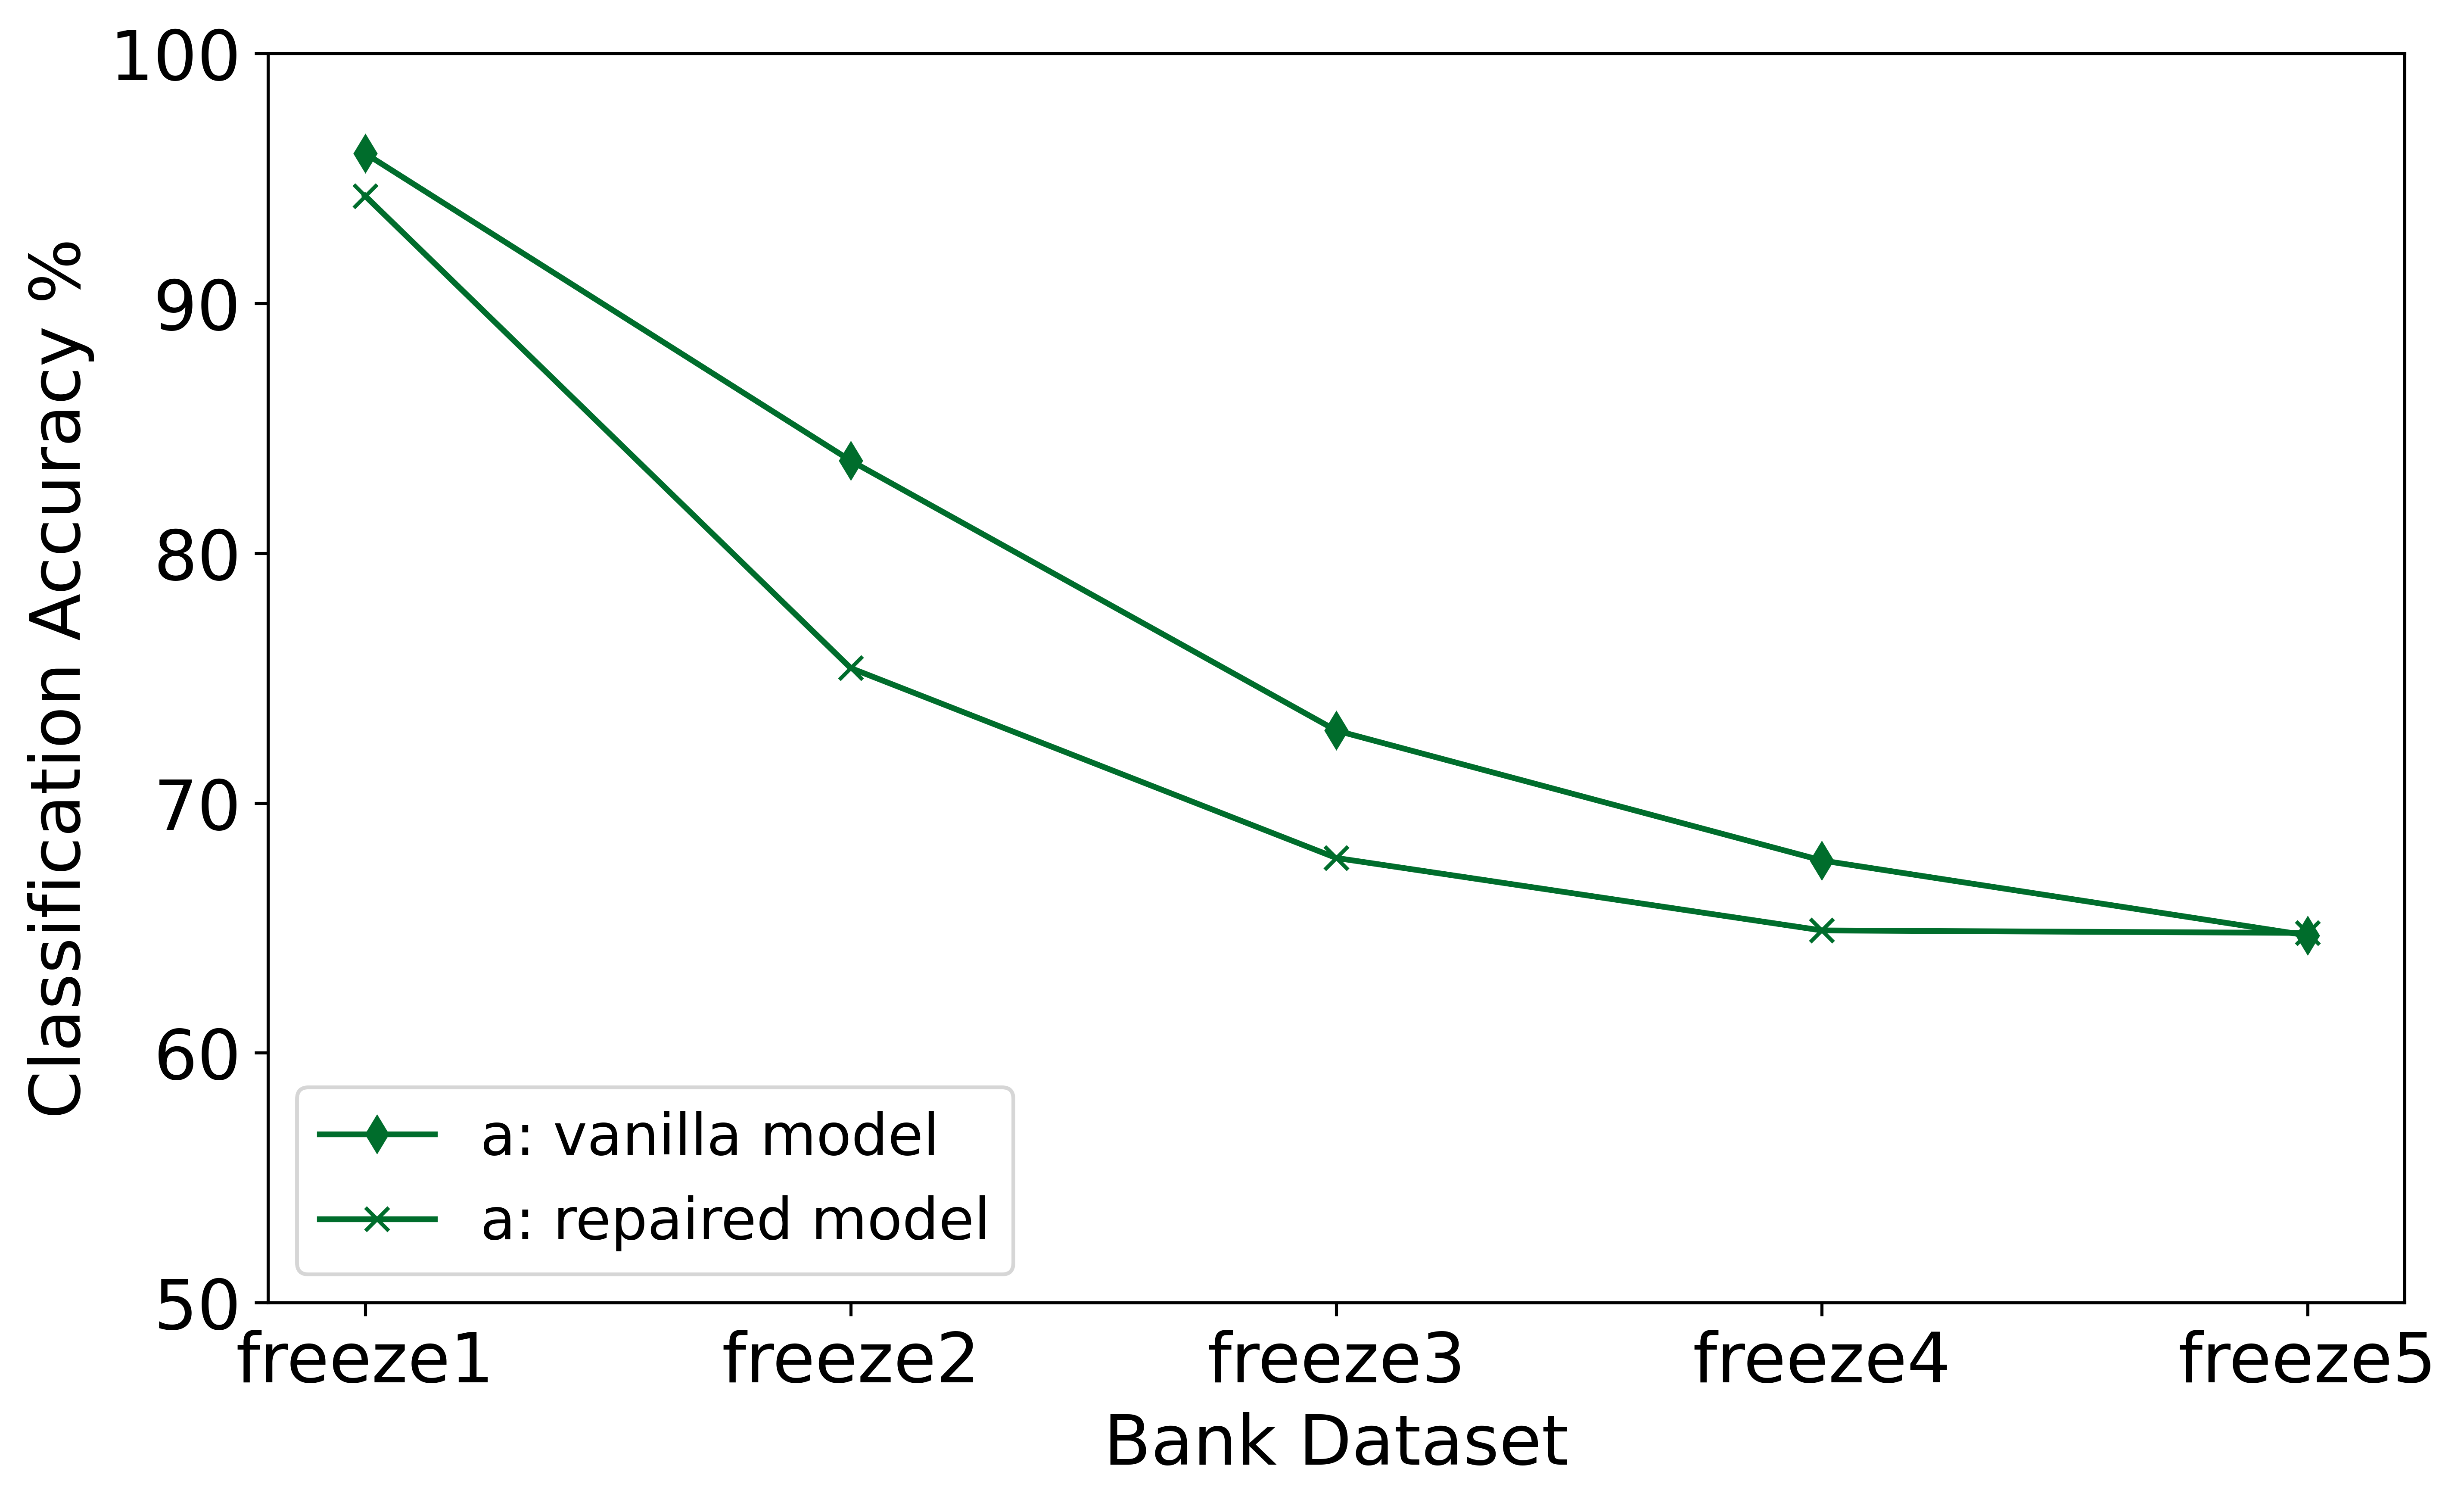 Classification Accuracy %
100
90
80
70
60
50
a: vanilla model
a: repaired model
freeze1 freeze2 freeze3 freeze4 freeze5
Bank Dataset